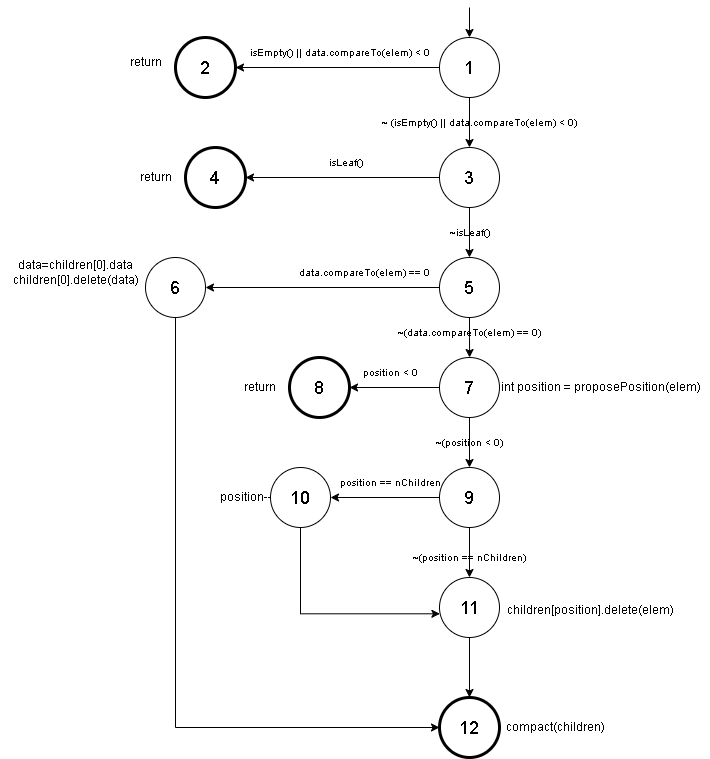 isEmpty() || data.compareTo(elem) < 0
return
2
1
~ (isEmpty() || data.compareTo(elem) < 0)
isLeaf()
return
4
3
~isLeaf()
data=children[0].data
children[0].delete(data)
data.compareTo(elem) == 0
6
5
~(data.compareTo(elem) == 0)
position < 0
return
8
7
int position = proposePosition(elem)
~(position < 0)
position == nChildren
position--
10
9
~(position == nChildren)
11
children[position].delete(elem)
12
compact(children)